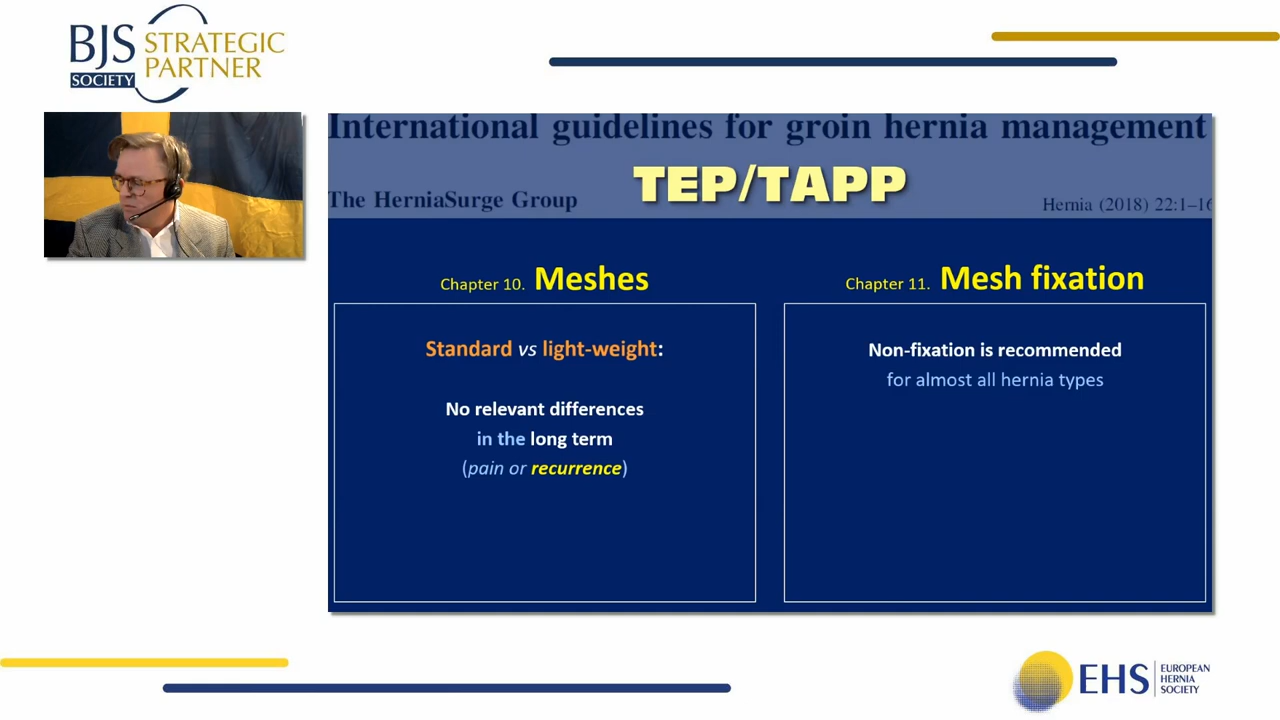 BJS STRATEGIC
SOCIETY PARTNER
International guidelines for groin hernia management
TEP/TAPP
The HerniaSurge Group
Hernia (2018) 22:1–16
Chapter 10. Meshes
Standard vs light-weight:
No relevant differences
in the long term
(pain or recurrence)
Chapter 11. Mesh fixation
Non-fixation is recommended
for almost all hernia types
EHS
EUROPEAN
HERNIA
SOCIETY